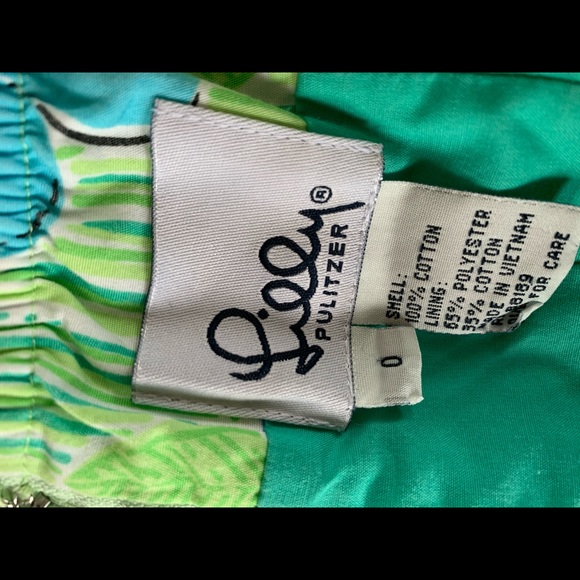 Lilly®
PULITZER
0
SHELL:
100% COTTON
LINING:
65% POLYESTER
35% COTTON
MADE IN VIETNAM
FOR CARE